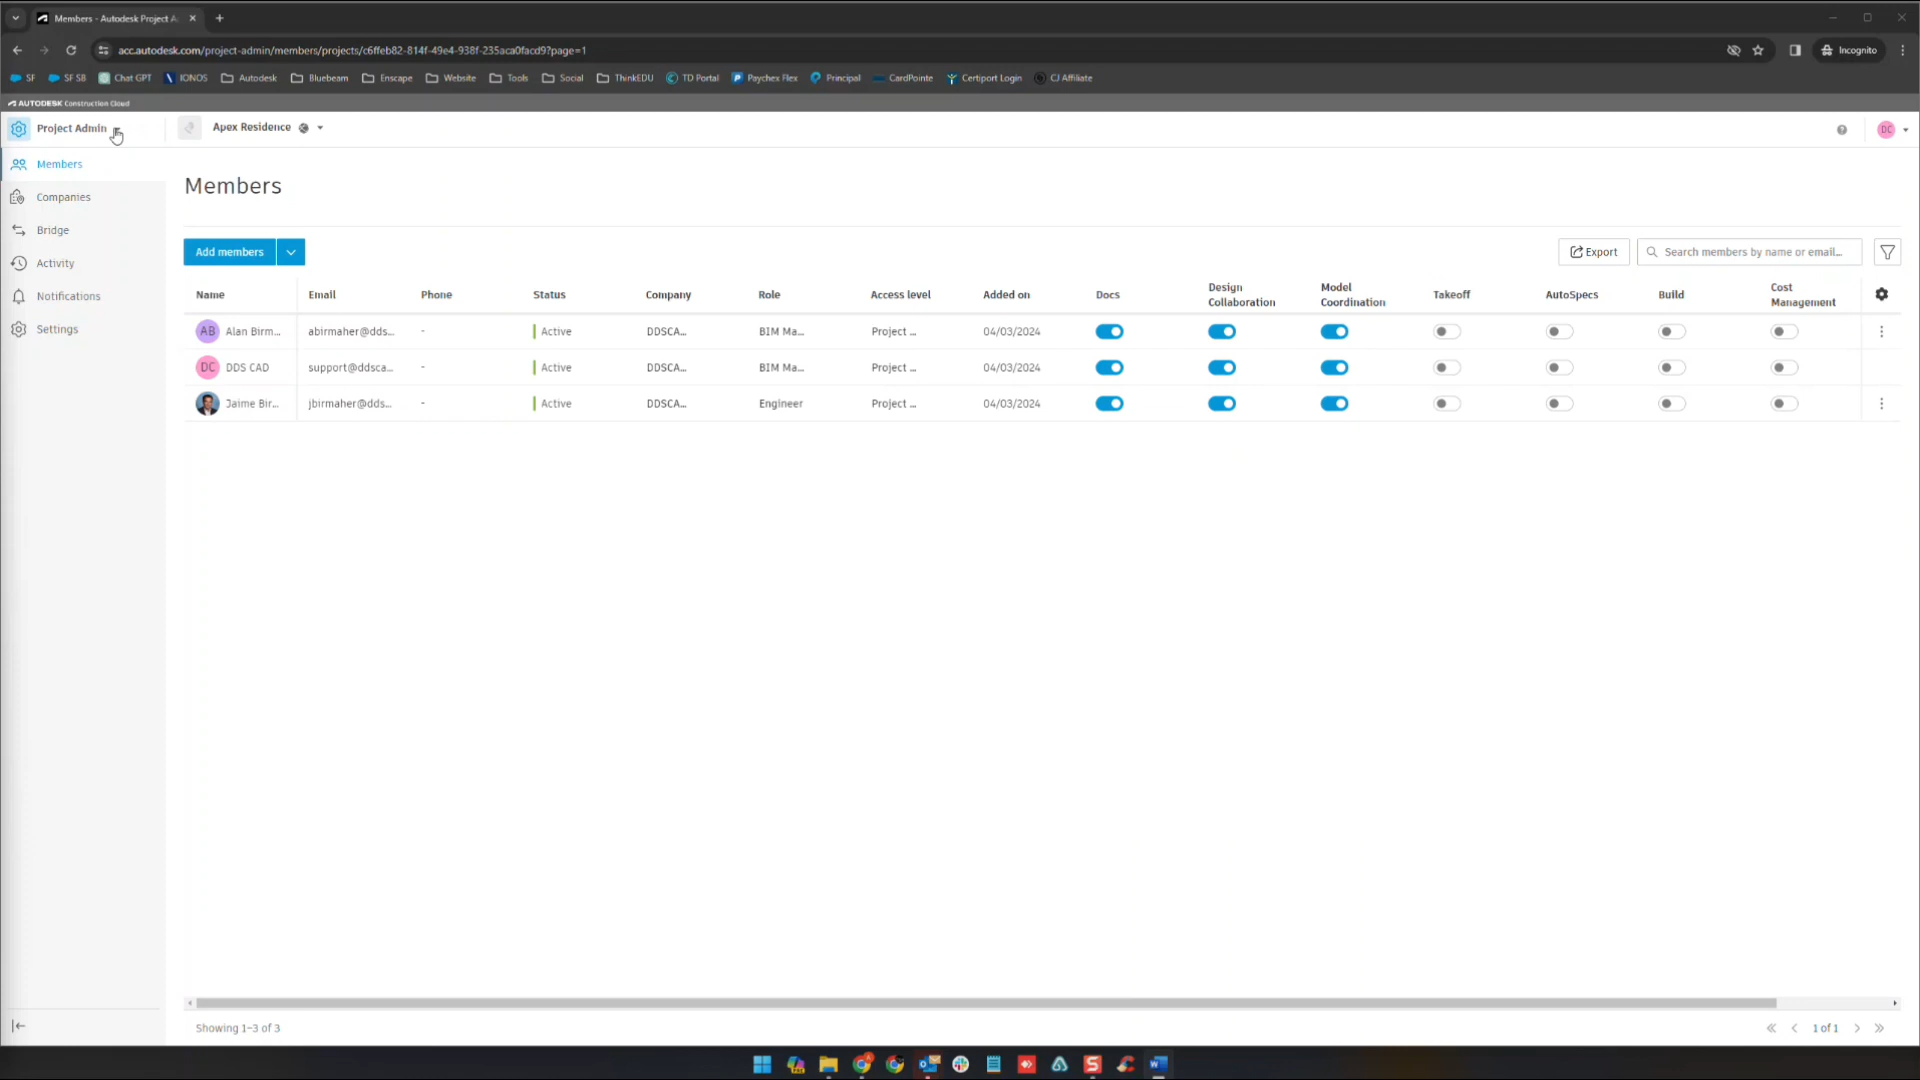 Members - Autodesk Project A
acc.autodesk.com/project-admin/members/projects/c6ffeb82-814f-49e4-938f-235aca0facd9?page=1
Incognito
SF SF SB Chat GPT IONOS Autodesk Bluebeam Enscape Website Tools Social ThinkEDU TD Portal Paychex Flex Principal CardPointe Certiport Login CJ Affiliate
AUTODESK Construction Cloud
Project Admin
Apex Residence
DC
Members
Companies
Bridge
Activity
Notifications
Settings
Members
Add members
Export
Search members by name or email...
Name Email Phone Status Company Role Access level Added on Docs Design Collaboration Model Coordination Takeoff AutoSpecs Build Cost Management
AB Alan Birm... abirmaher@dds... - Active DDSCA... BIM Ma... Project ... 04/03/2024
DC DDS CAD support@ddsca... - Active DDSCA... BIM Ma... Project ... 04/03/2024
Jaime Bir... jbirmaher@dds... - Active DDSCA... Engineer Project ... 04/03/2024
Showing 1-3 of 3
1 of 1